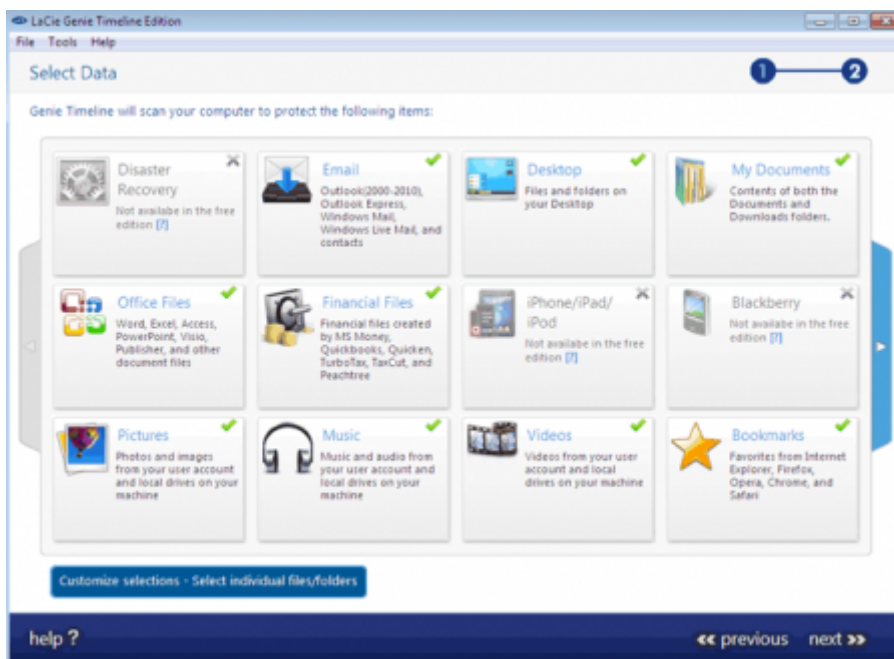 LaCie Genie Timeline Edition
File Tools Help
Select Data
1 2
Genie Timeline will scan your computer to protect the following items:
Disaster
Recovery
Not availabe in the free
edition [?]
Email
Outlook(2000-2010),
Outlook Express,
Windows Mail,
Windows Live Mail, and
contacts
Desktop
Files and folders on
your Desktop
My Documents
Contents of both the
Documents and
Downloads folders.
Office Files
Word, Excel, Access,
PowerPoint, Visio,
Publisher, and other
document files
Financial Files
Financial files created
by MS Money,
Quickbooks, Quicken,
TurboTax, TaxCut, and
Peachtree
iPhone/iPad/
iPod
Not availabe in the free
edition [?]
Blackberry
Not availabe in the free
edition [?]
Pictures
Photos and images
from your user account
and local drives on your
machine
Music
Music and audio from
your user account and
local drives on your
machine
Videos
Videos from your user
account and local
drives on your machine
Bookmarks
Favorites from Internet
Explorer, Firefox,
Opera, Chrome, and
Safari
Customize selections - Select individual files/folders
help ? previous next